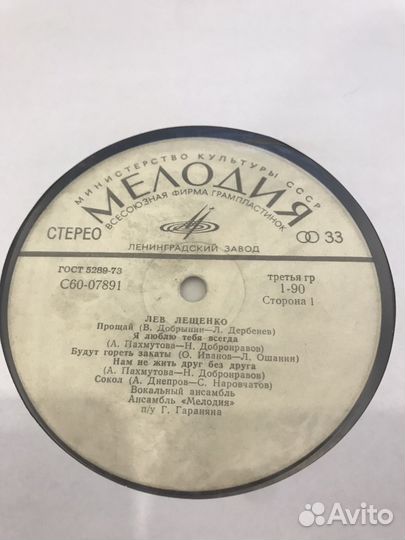 МИНИСТЕРСТВО КУЛЬТУРЫ СССР
МЕЛОДИЯ
ВСЕСОЮЗНАЯ ФИРМА ГРАМПЛАСТИНОК
СТЕРЕО
33
ЛЕНИНГРАДСКИЙ ЗАВОД
ГОСТ 5289-73
третья гр
С60-07891
1-90
Сторона 1
ЛЕВ ЛЕЩЕНКО
Прощай (В. Добрынин—Л. Дербенев)
Я люблю тебя всегда
(А. Пахмутова—Н. Добронравов)
Будут гореть закаты (О. Иванов—Л. Ошанин)
Нам не жить друг без друга
(А. Пахмутова—Н. Добронравов)
Сокол (А. Днепров—С. Наровчатов)
Вокальный ансамбль
Ансамбль «Мелодия»
п/у Г. Гараняна
Avito